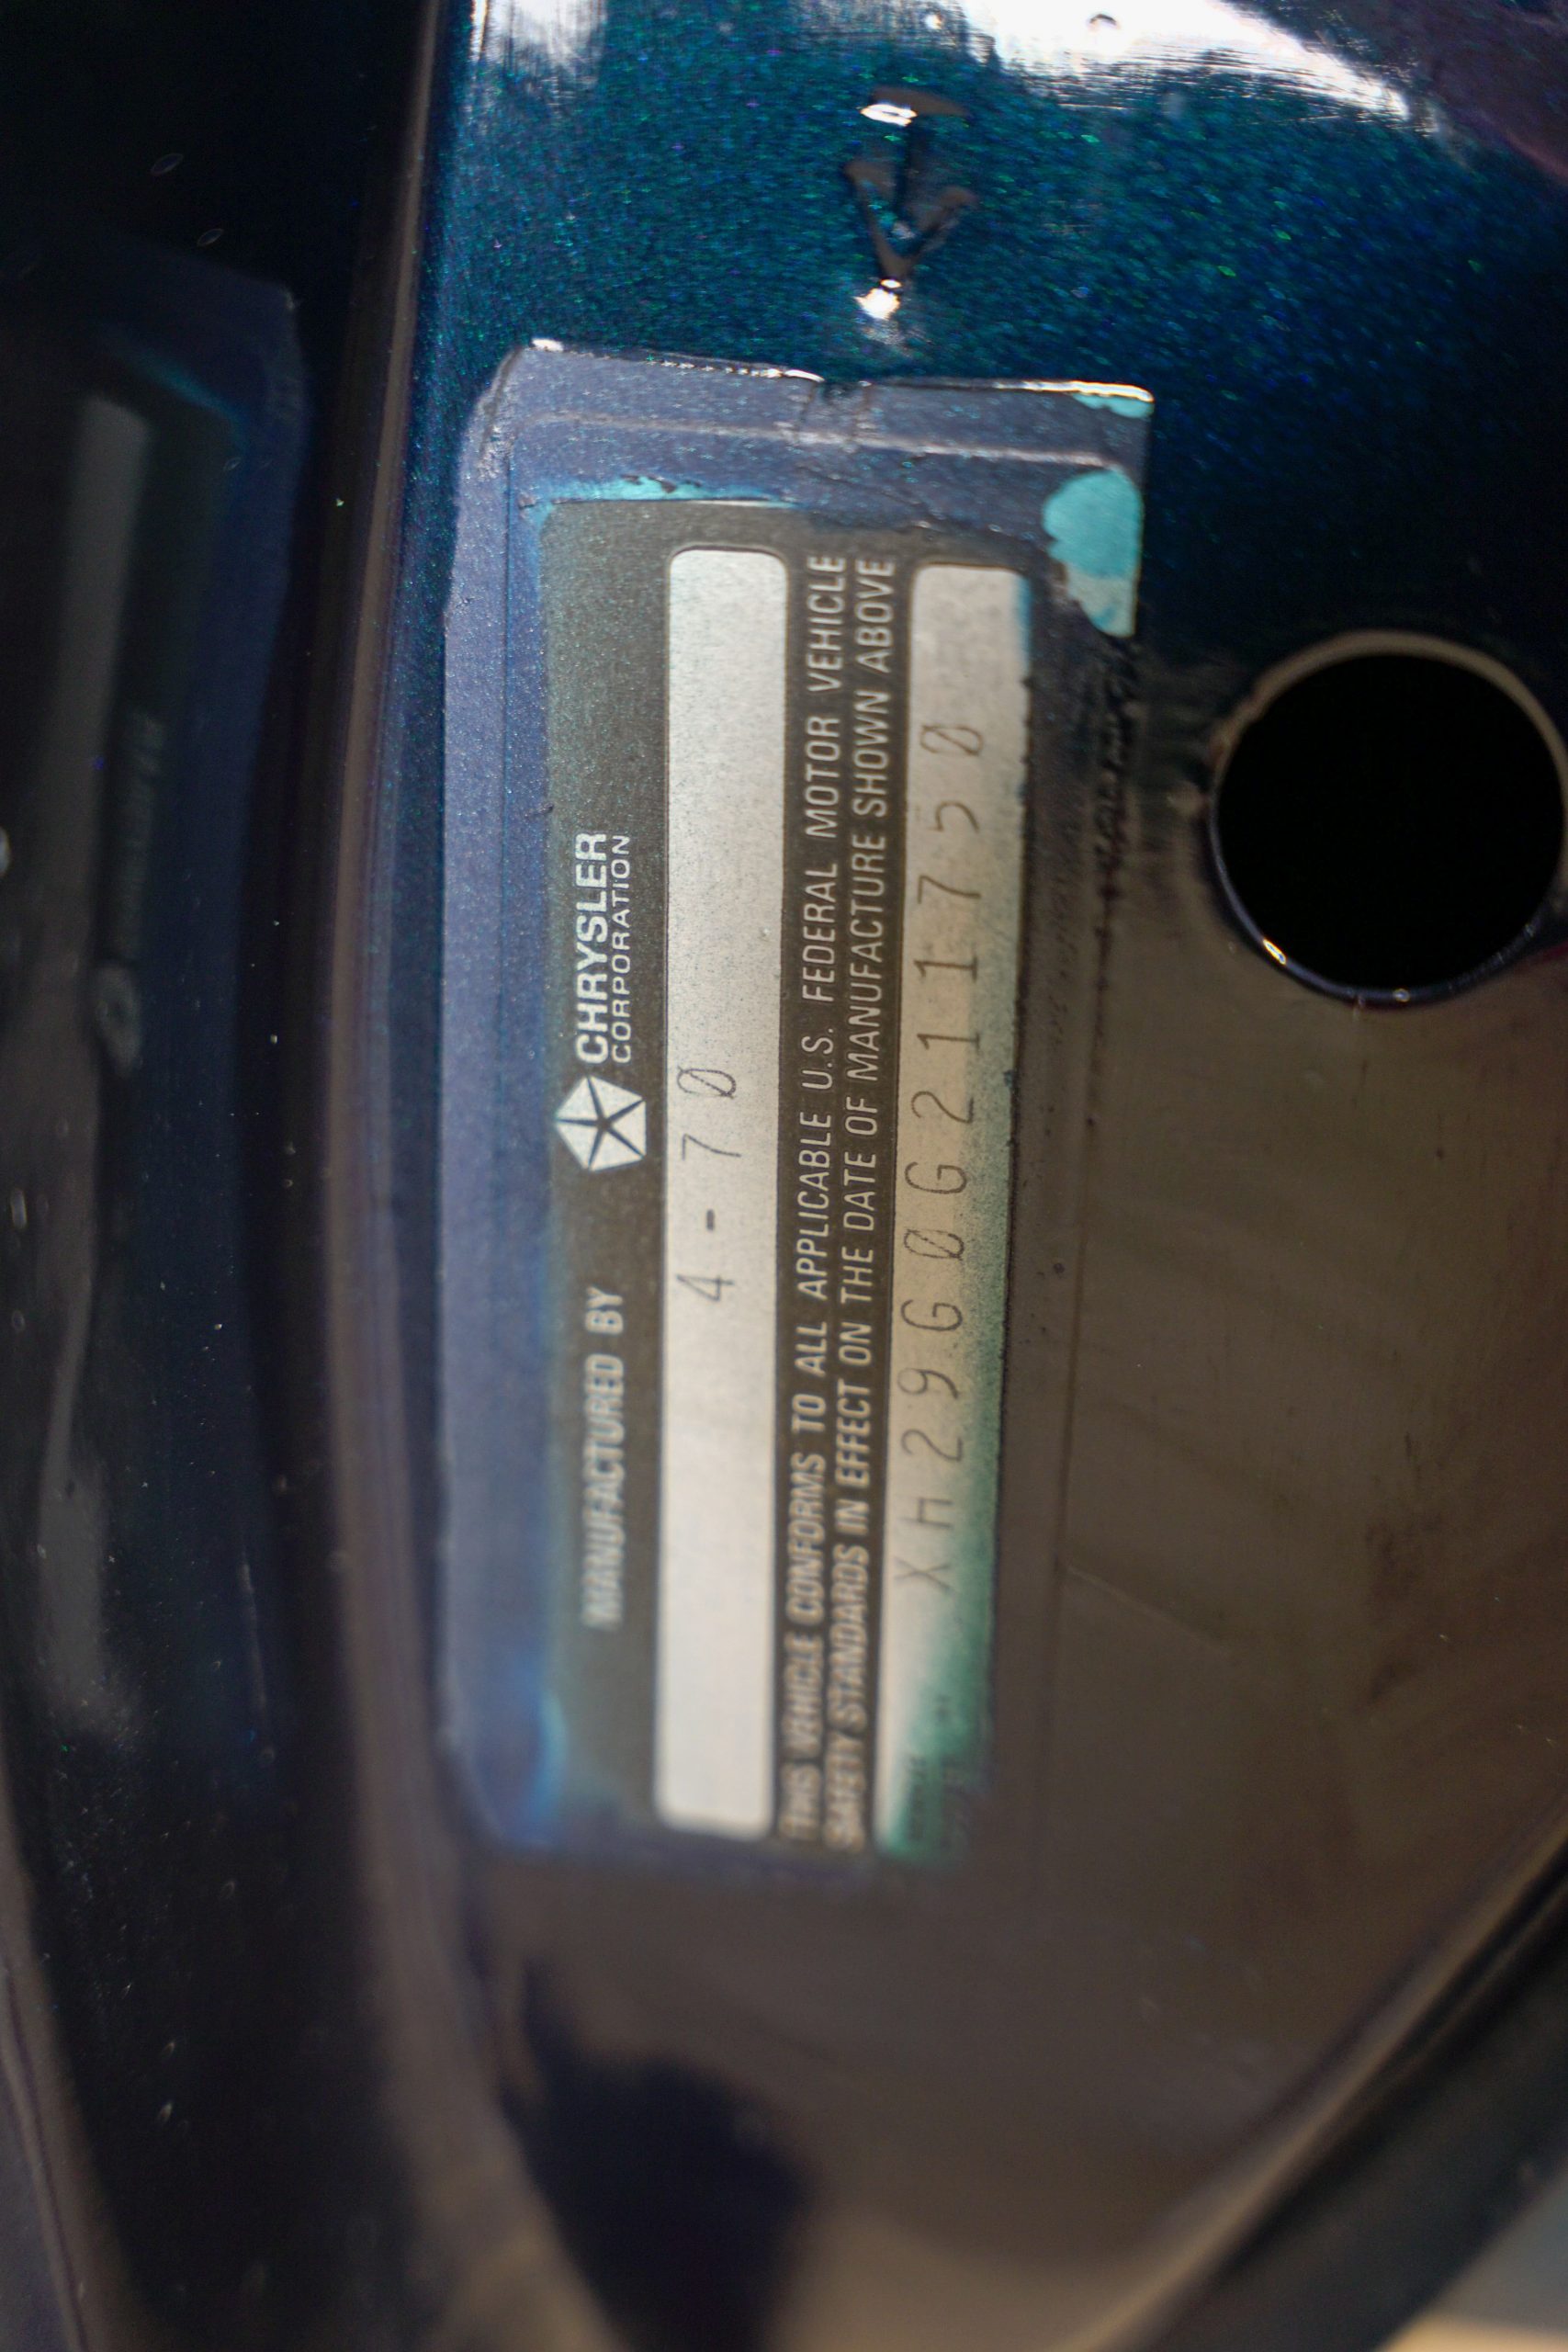 MANUFACTURED BY CHRYSLER CORPORATION
4-70
THIS VEHICLE CONFORMS TO ALL APPLICABLE U.S. FEDERAL MOTOR VEHICLE
SAFETY STANDARDS IN EFFECT ON THE DATE OF MANUFACTURE SHOWN ABOVE
XH29G0G211750